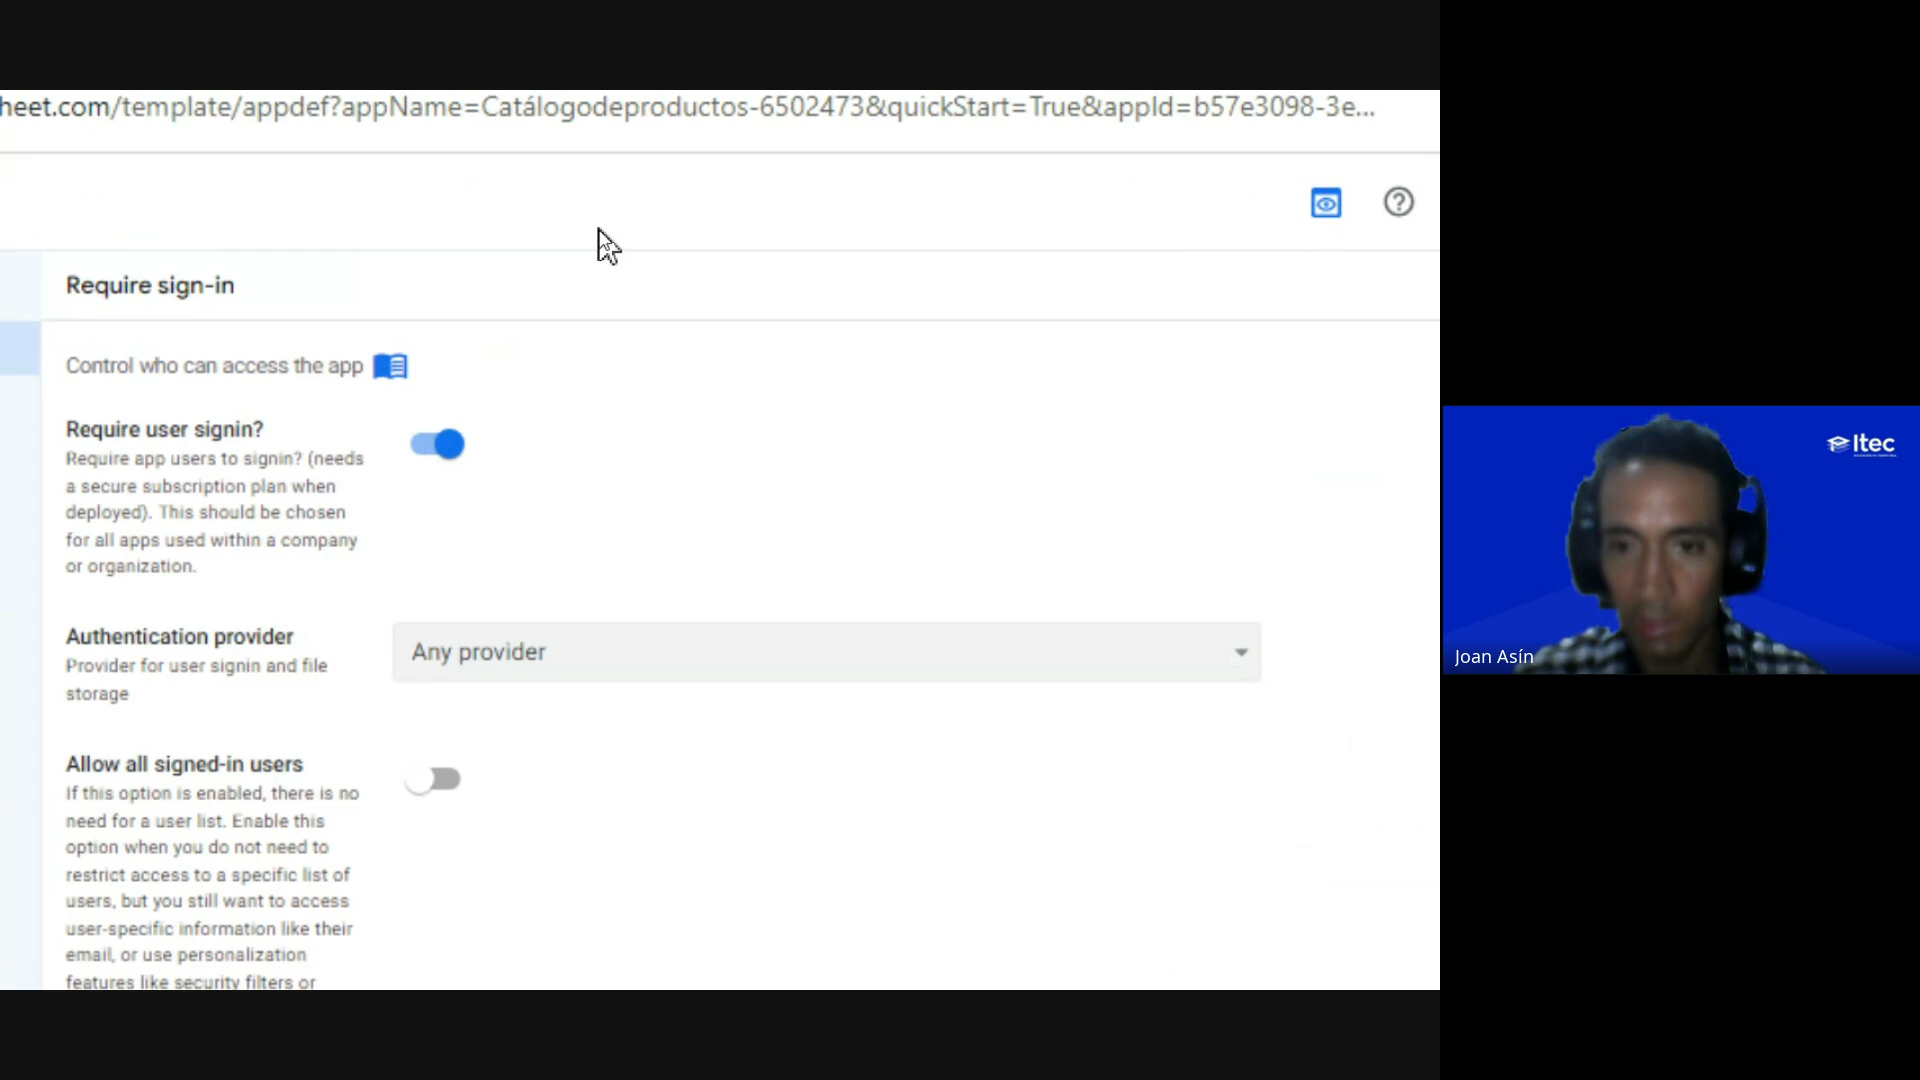 heet.com/template/appdef?appName=Catálogodeproductos-6502473&quickStart=True&appId=b57e3098-3e...
Require sign-in
Control who can access the app
Require user signin?
Require app users to signin? (needs
a secure subscription plan when
deployed). This should be chosen
for all apps used within a company
or organization.
Authentication provider
Provider for user signin and file
storage
Any provider
Allow all signed-in users
If this option is enabled, there is no
need for a user list. Enable this
option when you do not need to
restrict access to a specific list of
users, but you still want to access
user-specific information like their
email, or use personalization
features like security filters or
Itec
Joan Asín